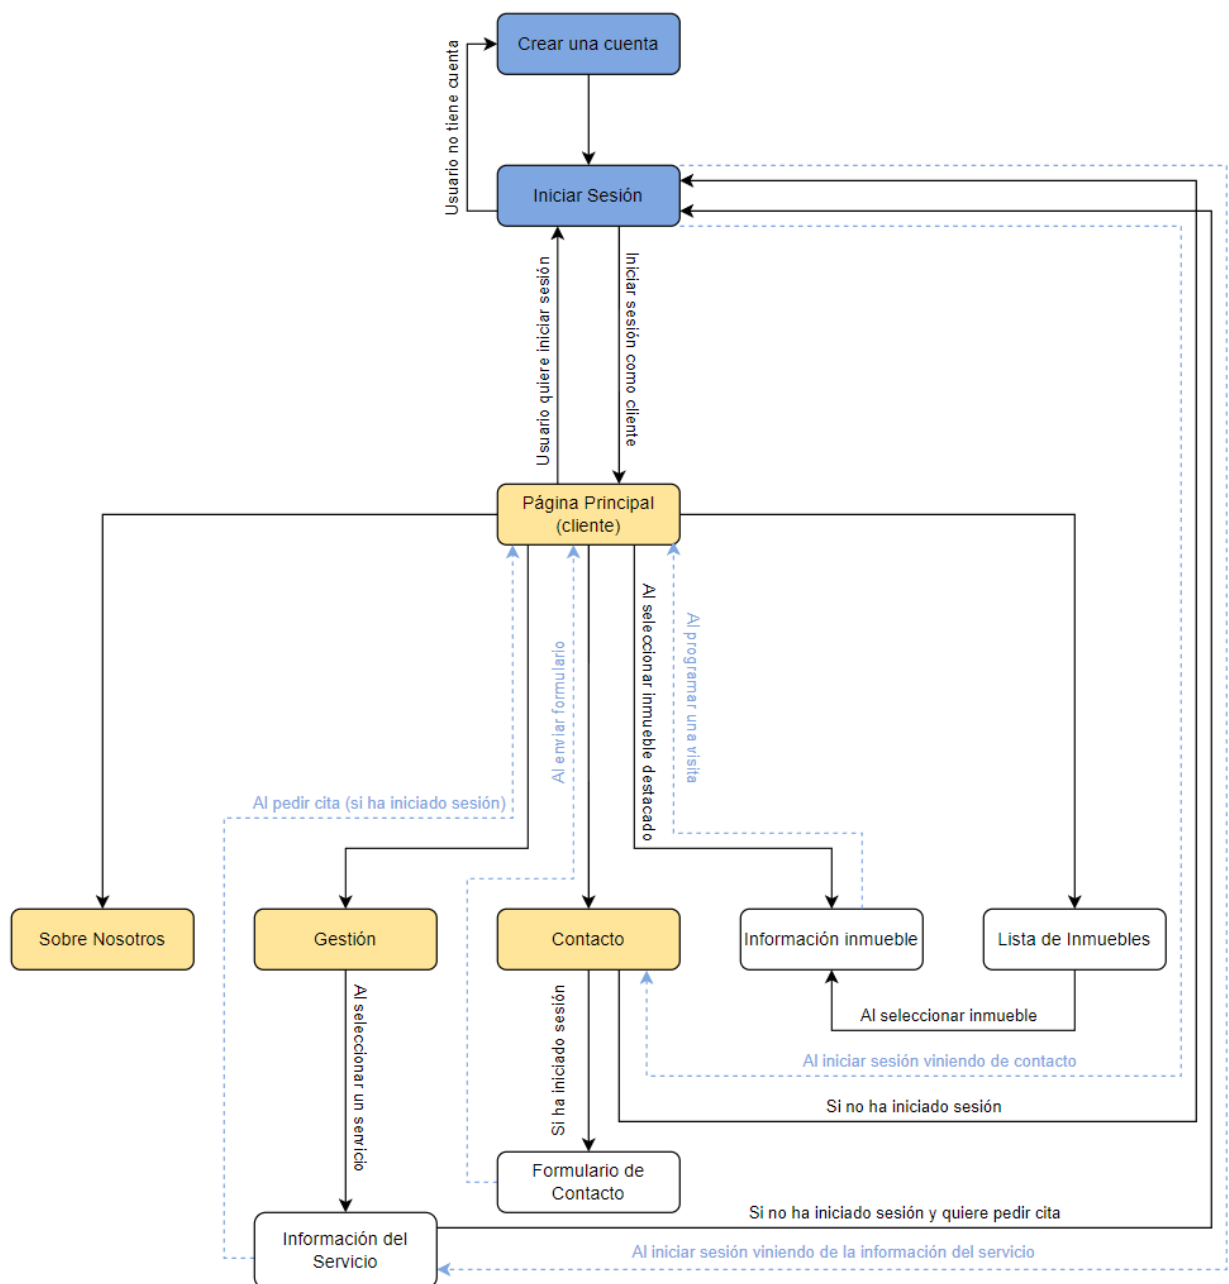 Crear una cuenta
Usuario no tiene cuenta
Iniciar Sesión
Usuario quiere iniciar sesión
Iniciar sesión como cliente
Página Principal
(cliente)
Al seleccionar inmueble destacado
Al programar una visita
Al enviar formulario
Al pedir cita (si ha iniciado sesión)
Sobre Nosotros
Gestión
Contacto
Información inmueble
Lista de Inmuebles
Al seleccionar un servicio
Si ha iniciado sesión
Al seleccionar inmueble
Al iniciar sesión viniendo de contacto
Si no ha iniciado sesión
Formulario de
Contacto
Si no ha iniciado sesión y quiere pedir cita
Información del
Servicio
Al iniciar sesión viniendo de la información del servicio